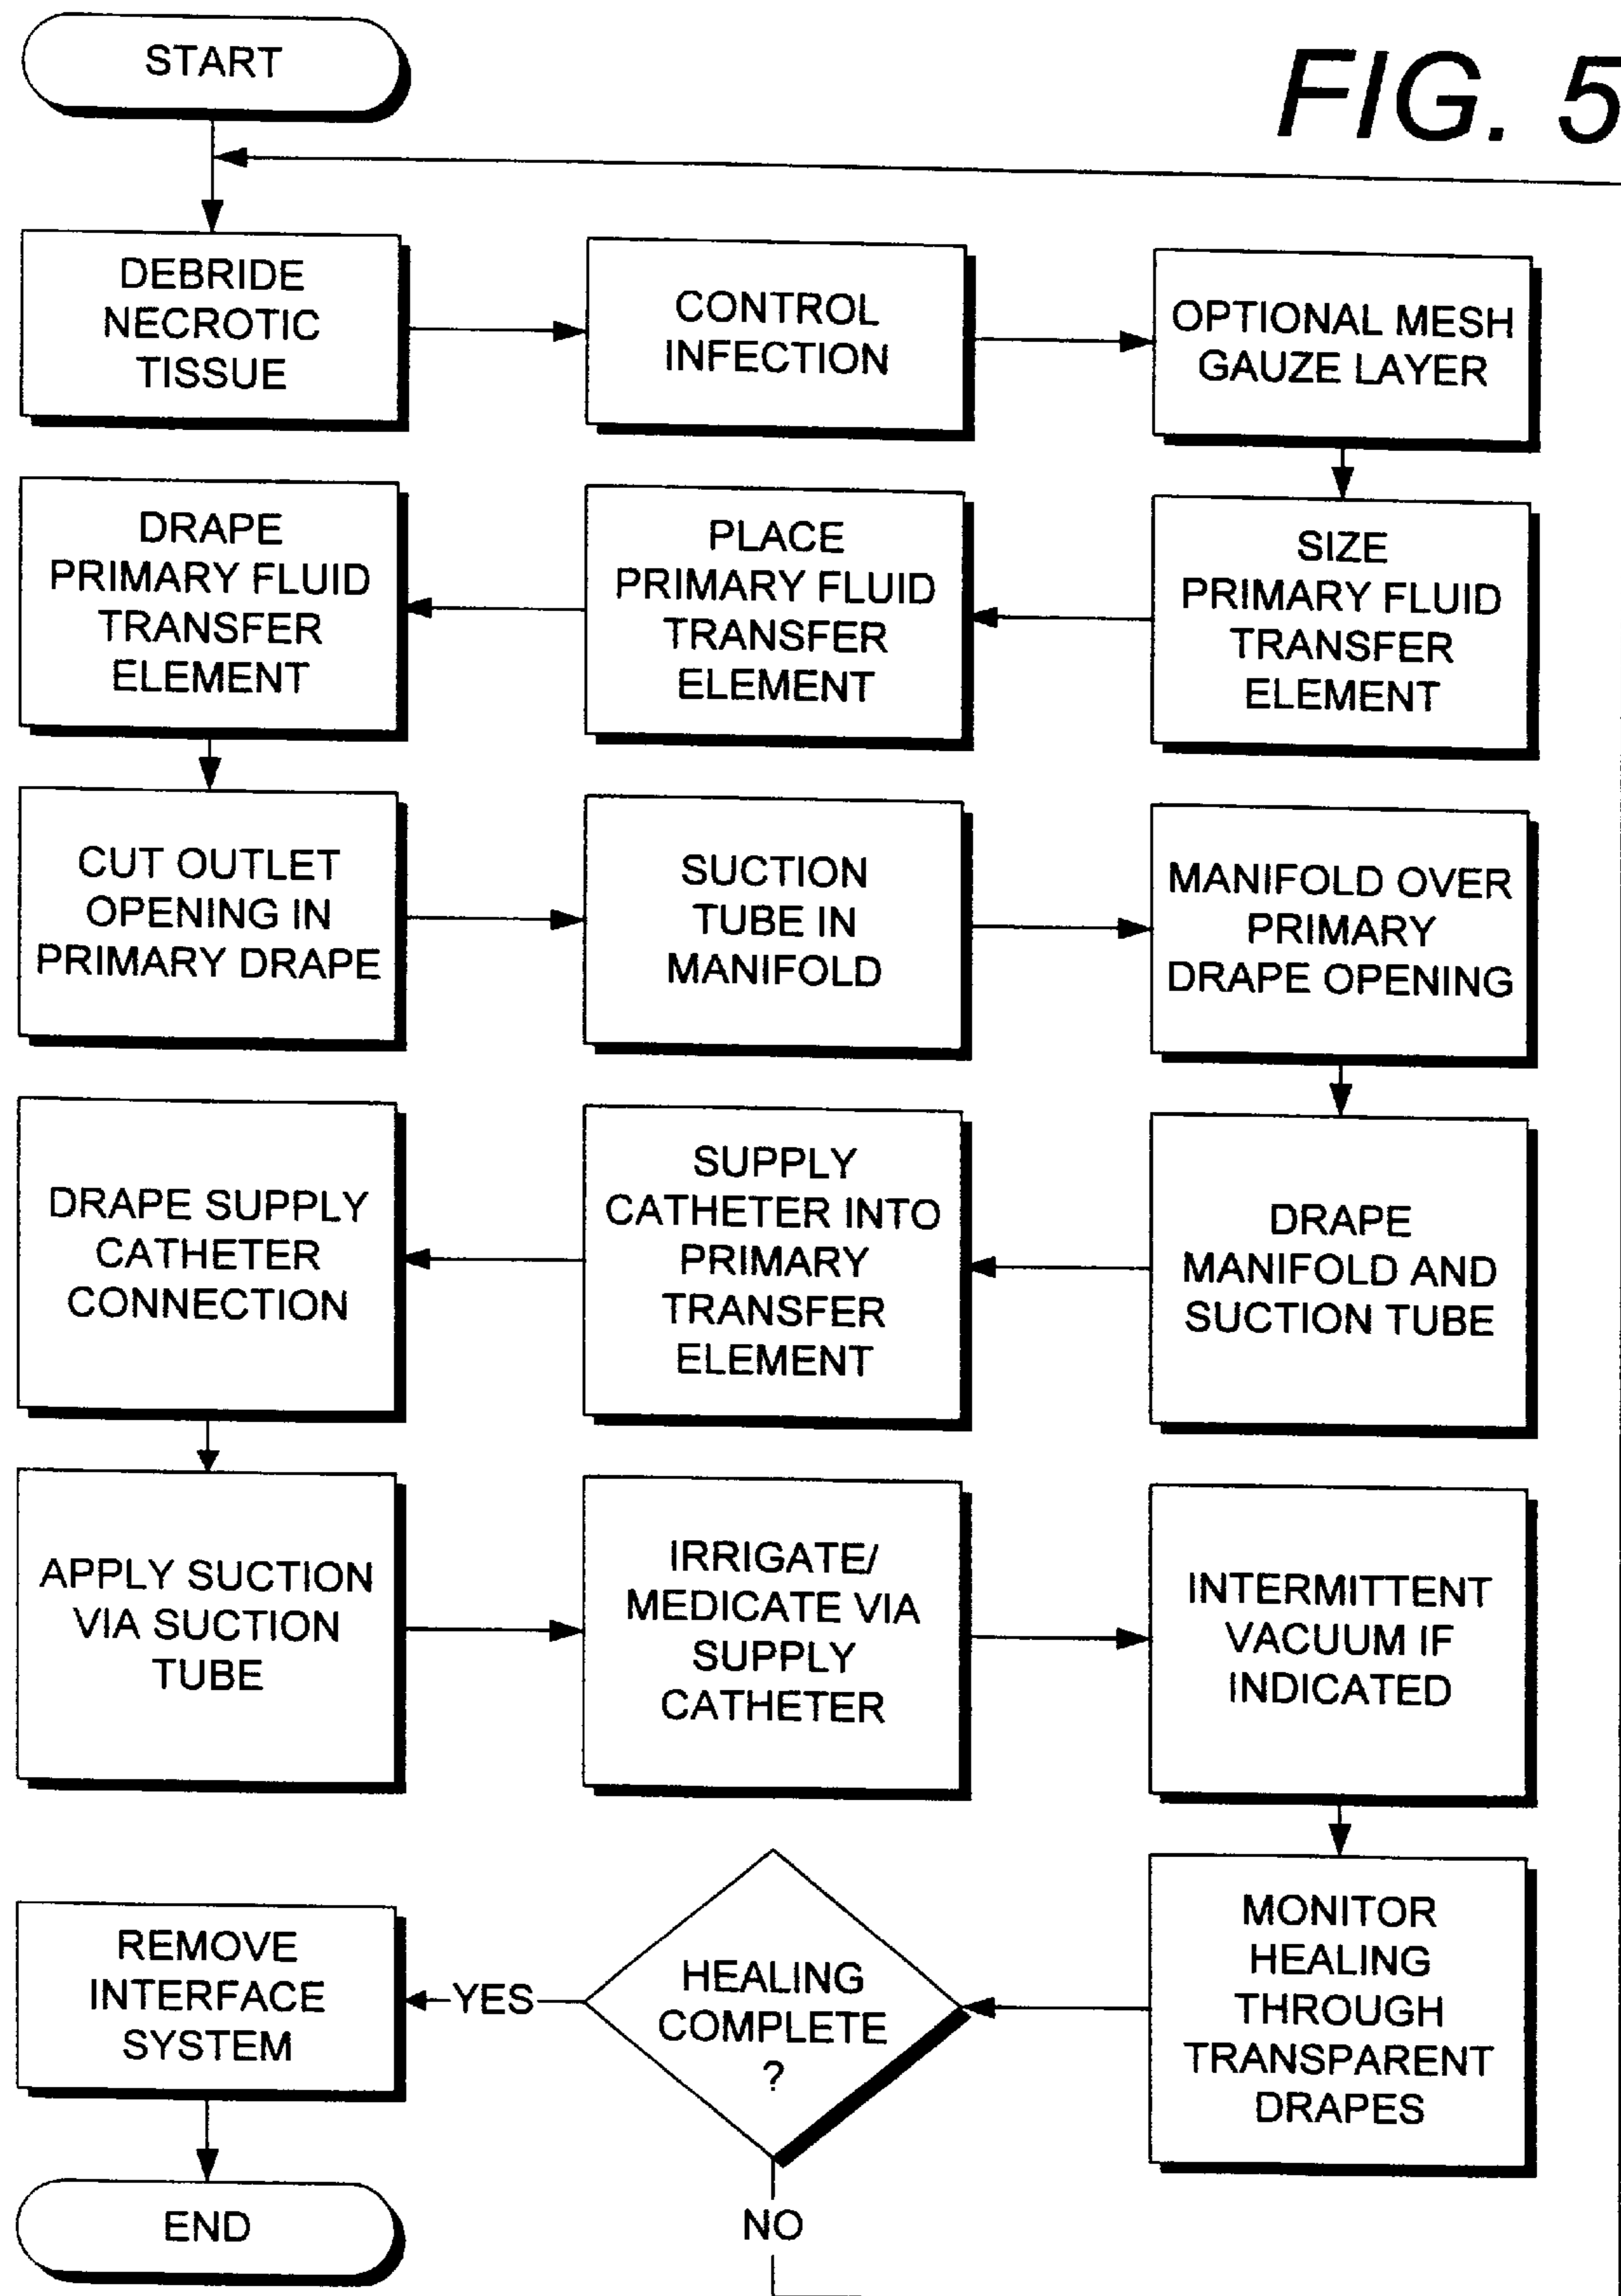 FIG. 5
START
DEBRIDE
NECROTIC
TISSUE
CONTROL
INFECTION
OPTIONAL MESH
GAUZE LAYER
SIZE
PRIMARY FLUID
TRANSFER
ELEMENT
PLACE
PRIMARY FLUID
TRANSFER
ELEMENT
DRAPE
PRIMARY FLUID
TRANSFER
ELEMENT
CUT OUTLET
OPENING IN
PRIMARY DRAPE
SUCTION
TUBE IN
MANIFOLD
MANIFOLD OVER
PRIMARY
DRAPE OPENING
DRAPE
MANIFOLD AND
SUCTION TUBE
SUPPLY
CATHETER INTO
PRIMARY
TRANSFER
ELEMENT
DRAPE SUPPLY
CATHETER
CONNECTION
APPLY SUCTION
VIA SUCTION
TUBE
IRRIGATE/
MEDICATE VIA
SUPPLY
CATHETER
INTERMITTENT
VACUUM IF
INDICATED
MONITOR
HEALING
THROUGH
TRANSPARENT
DRAPES
HEALING
COMPLETE
?
YES
REMOVE
INTERFACE
SYSTEM
END
NO